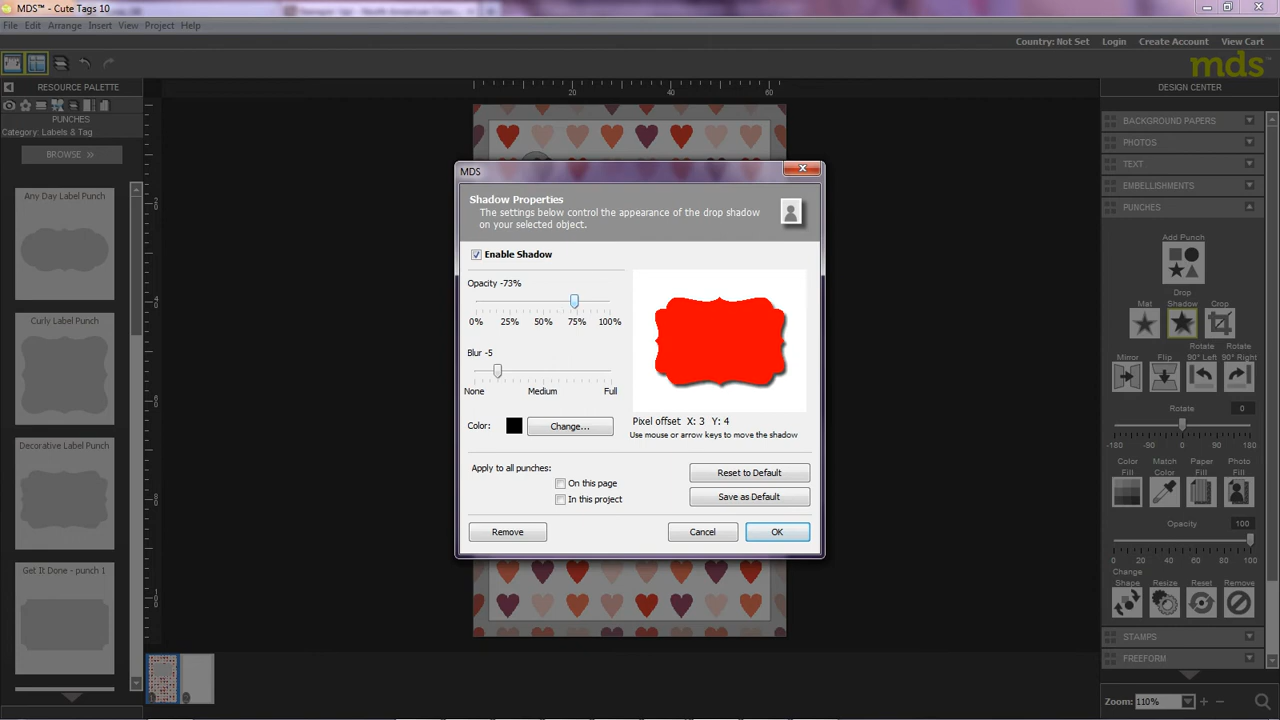 MDS™ - Cute Tags 10
File Edit Arrange Insert View Project Help
Country: Not Set Login Create Account View Cart
mds
RESOURCE PALETTE
PUNCHES
Category: Labels & Tag
BROWSE »
Any Day Label Punch
Curly Label Punch
Decorative Label Punch
Get It Done - punch 1
20 40 60
20
40
60
80
100
MDS
Shadow Properties
The settings below control the appearance of the drop shadow
on your selected object.
Enable Shadow
Opacity -73%
0% 25% 50% 75% 100%
Blur -5
None Medium Full
Color: Change...
Pixel offset X: 3 Y: 4
Use mouse or arrow keys to move the shadow
Apply to all punches:
On this page
In this project
Reset to Default
Save as Default
Remove Cancel OK
DESIGN CENTER
BACKGROUND PAPERS
PHOTOS
TEXT
EMBELLISHMENTS
PUNCHES
Add Punch
Drop
Mat Shadow Crop
Rotate Rotate
Mirror Flip 90° Left 90° Right
Rotate 0
-180 -90 0 90 180
Color Match Paper Photo
Fill Color Fill Fill
Opacity 100
0 20 40 60 80 100
Change
Shape Resize Reset Remove
STAMPS
FREEFORM
Zoom: 110%